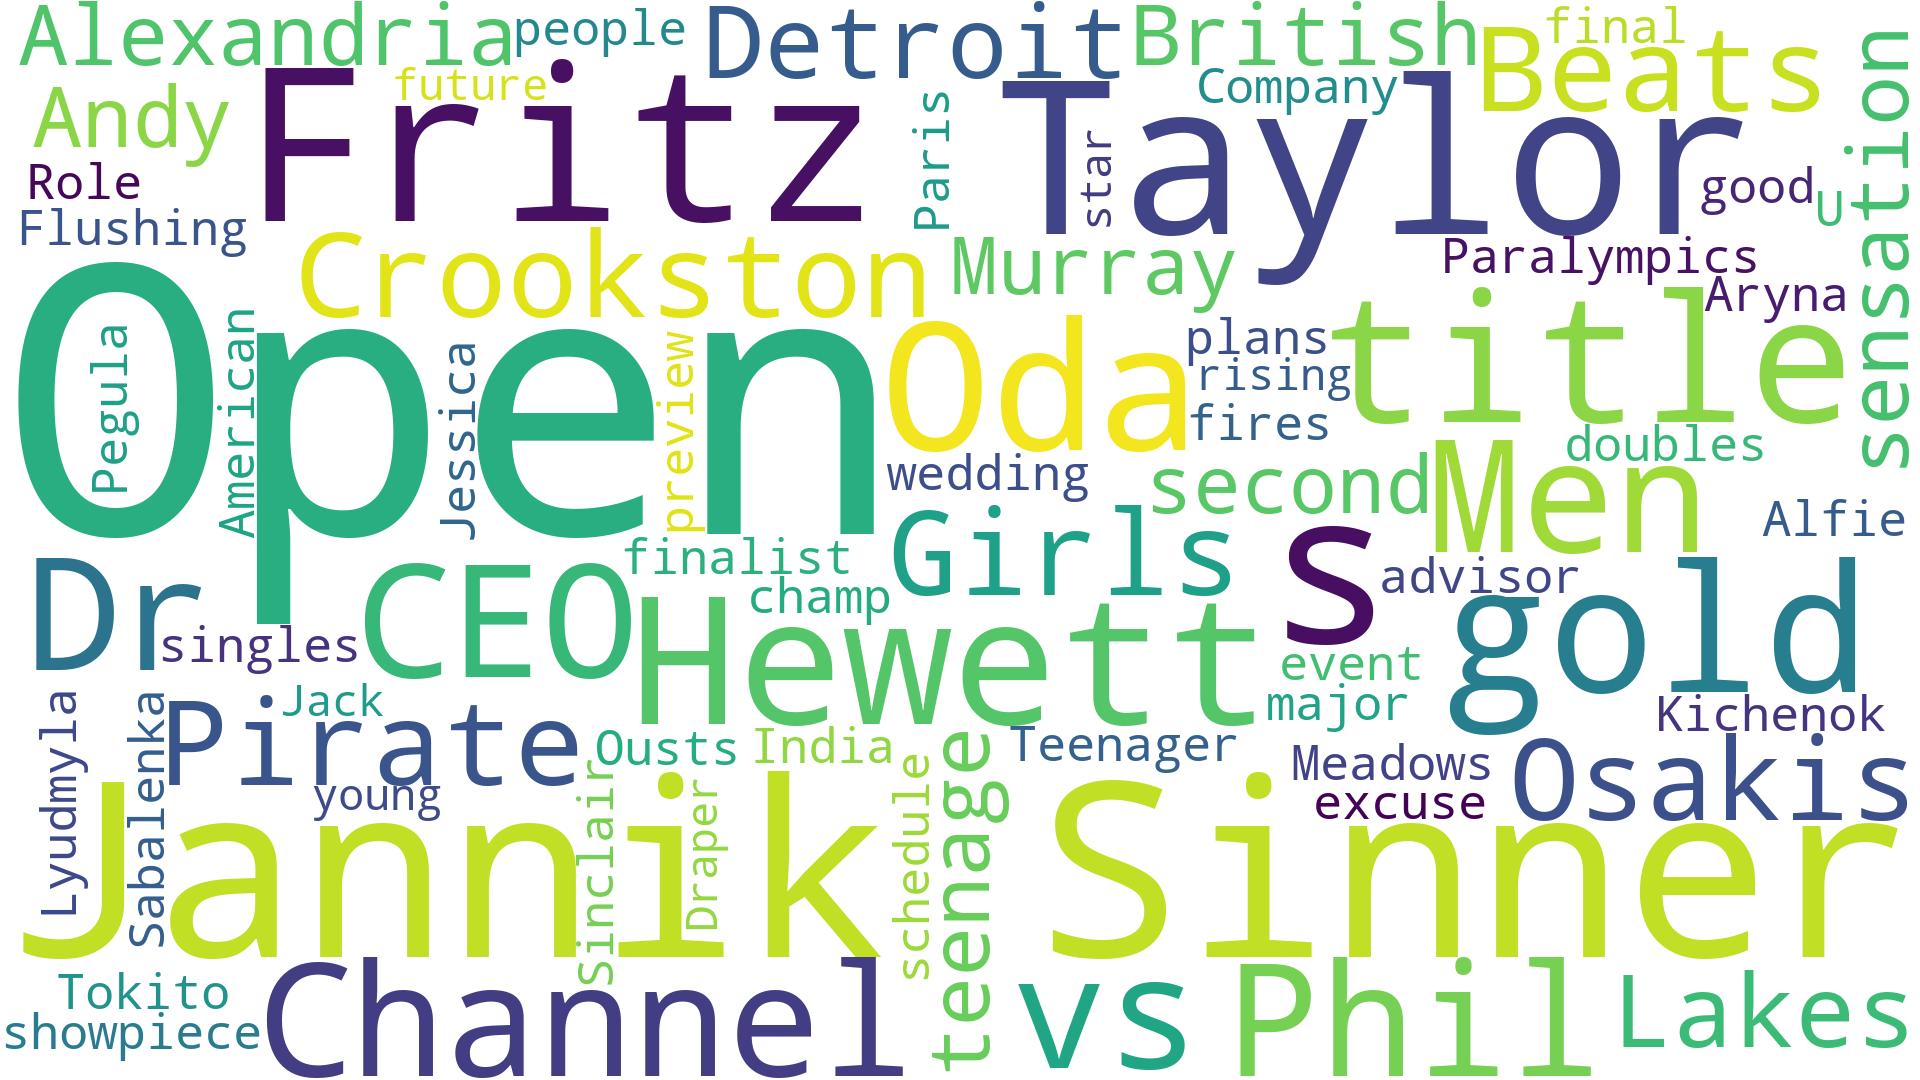 Alexandria
people
Detroit
British
final
Beats
sensation
Andy
future
Fritz
Paris
star
Taylor
Company
good
U
Role
Flushing
Crookston
Murray
Paralympics
Aryna
Open
Pegula
American
Jessica
preview
Oda
plans
rising
fires
title
wedding
second
Men
doubles
Alfie
Dr
singles
CEO
finalist
champ
Girls
S
advisor
gold
Hewett
event
major
Kichenok
Lyudmyla
Sabalenka
Pirate
Jack
young
Ousts
India
Teenager
Meadows
excuse
Osakis
Jannik
Sinclair
Draper
schedule
teenage
Sinner
Tokito
showpiece
Channel
vs
Phil
Lakes